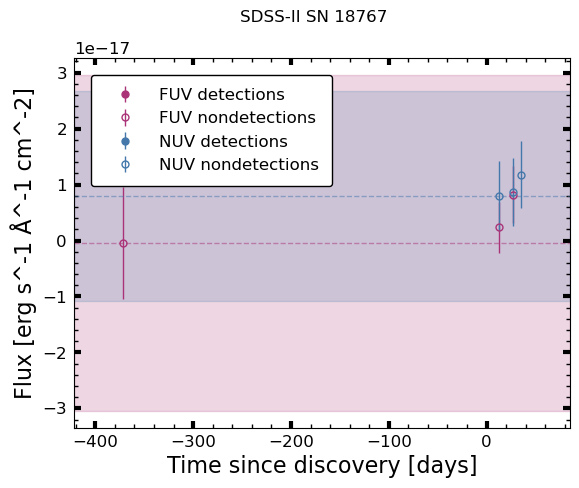 SDSS-II SN 18767
1e−17
FUV detections
FUV nondetections
NUV detections
NUV nondetections
3
2
1
0
−1
−2
−3
Flux [erg s^-1 Å^-1 cm^-2]
−400
−300
−200
−100
0
Time since discovery [days]